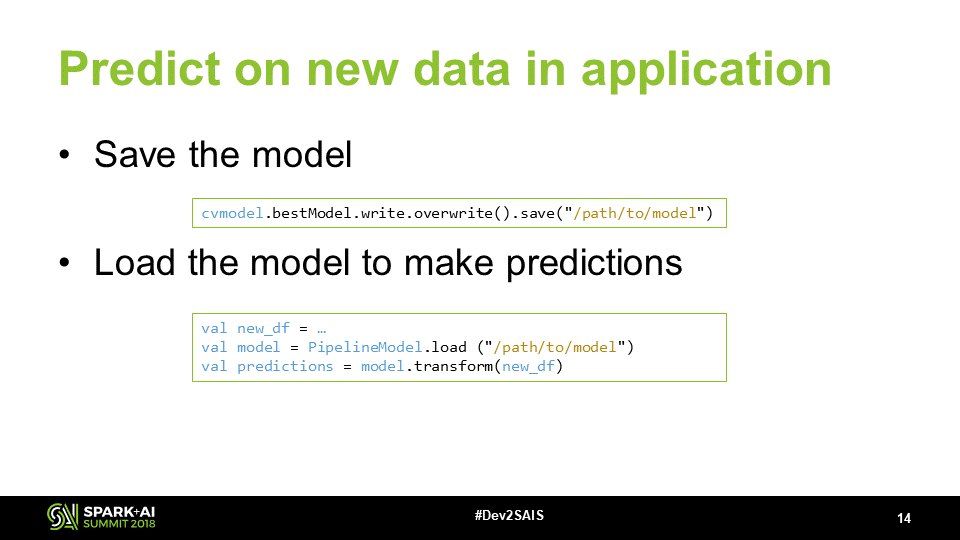 Predict on new data in application
• Save the model
cvmodel.bestModel.write.overwrite().save("/path/to/model")
• Load the model to make predictions
val new_df = …
val model = PipelineModel.load ("/path/to/model")
val predictions = model.transform(new_df)
SPARK+AI
SUMMIT 2018
#Dev2SAIS
14